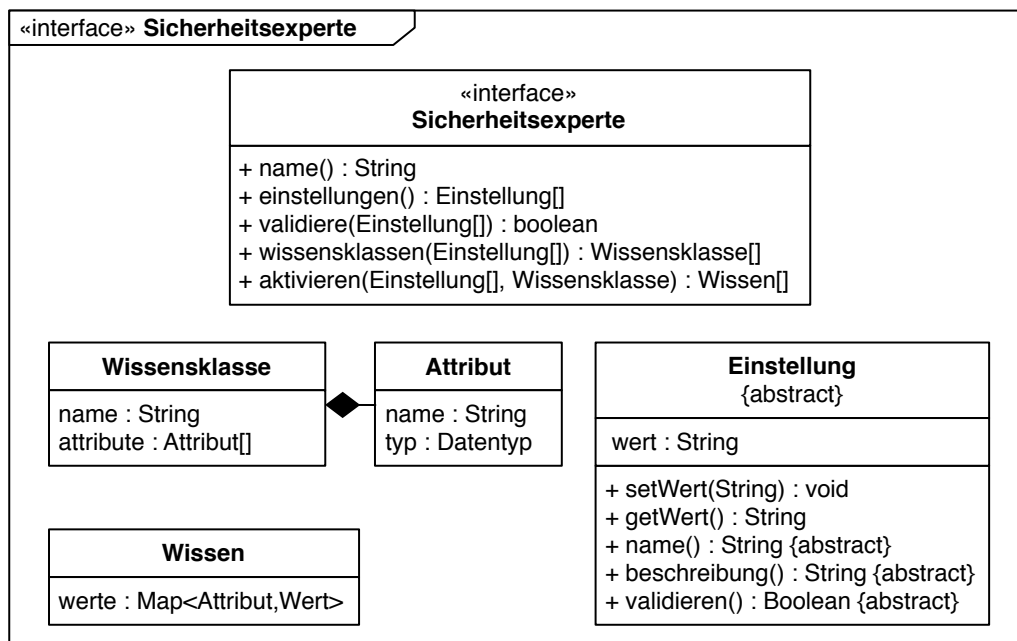 «interface» Sicherheitsexperte
«interface»
Sicherheitsexperte
+ name() : String
+ einstellungen() : Einstellung[]
+ validiere(Einstellung[]) : boolean
+ wissensklassen(Einstellung[]) : Wissensklasse[]
+ aktivieren(Einstellung[], Wissensklasse) : Wissen[]
Wissensklasse
name : String
attribute : Attribut[]
Attribut
name : String
typ : Datentyp
Einstellung
{abstract}
wert : String
+ setWert(String) : void
+ getWert() : String
+ name() : String {abstract}
+ beschreibung() : String {abstract}
+ validieren() : Boolean {abstract}
Wissen
werte : Map<Attribut,Wert>